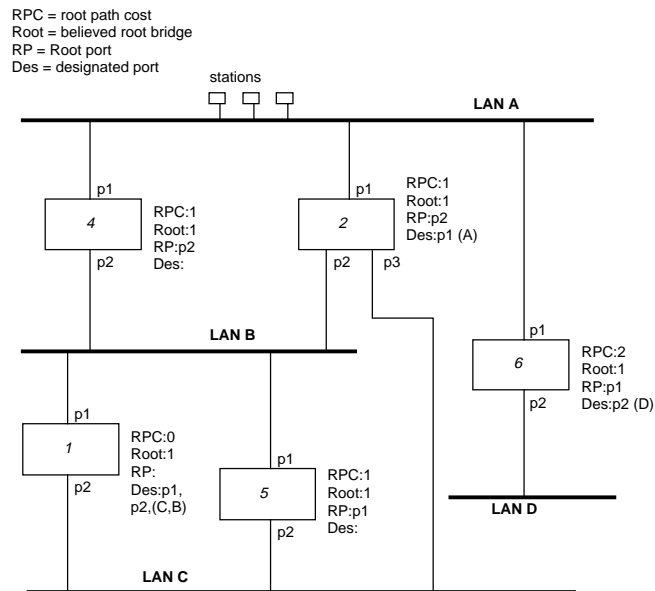 RPC = root path cost
Root = believed root bridge
RP = Root port
Des = designated port
stations
LAN A
p1
4
p2
RPC:1
Root:1
RP:p2
Des:
p1
2
p2
p3
RPC:1
Root:1
RP:p2
Des:p1 (A)
LAN B
p1
6
p2
RPC:2
Root:1
RP:p1
Des:p2 (D)
p1
1
p2
RPC:0
Root:1
RP:
Des:p1,
p2,(C,B)
p1
5
p2
RPC:1
Root:1
RP:p1
Des:
LAN D
LAN C